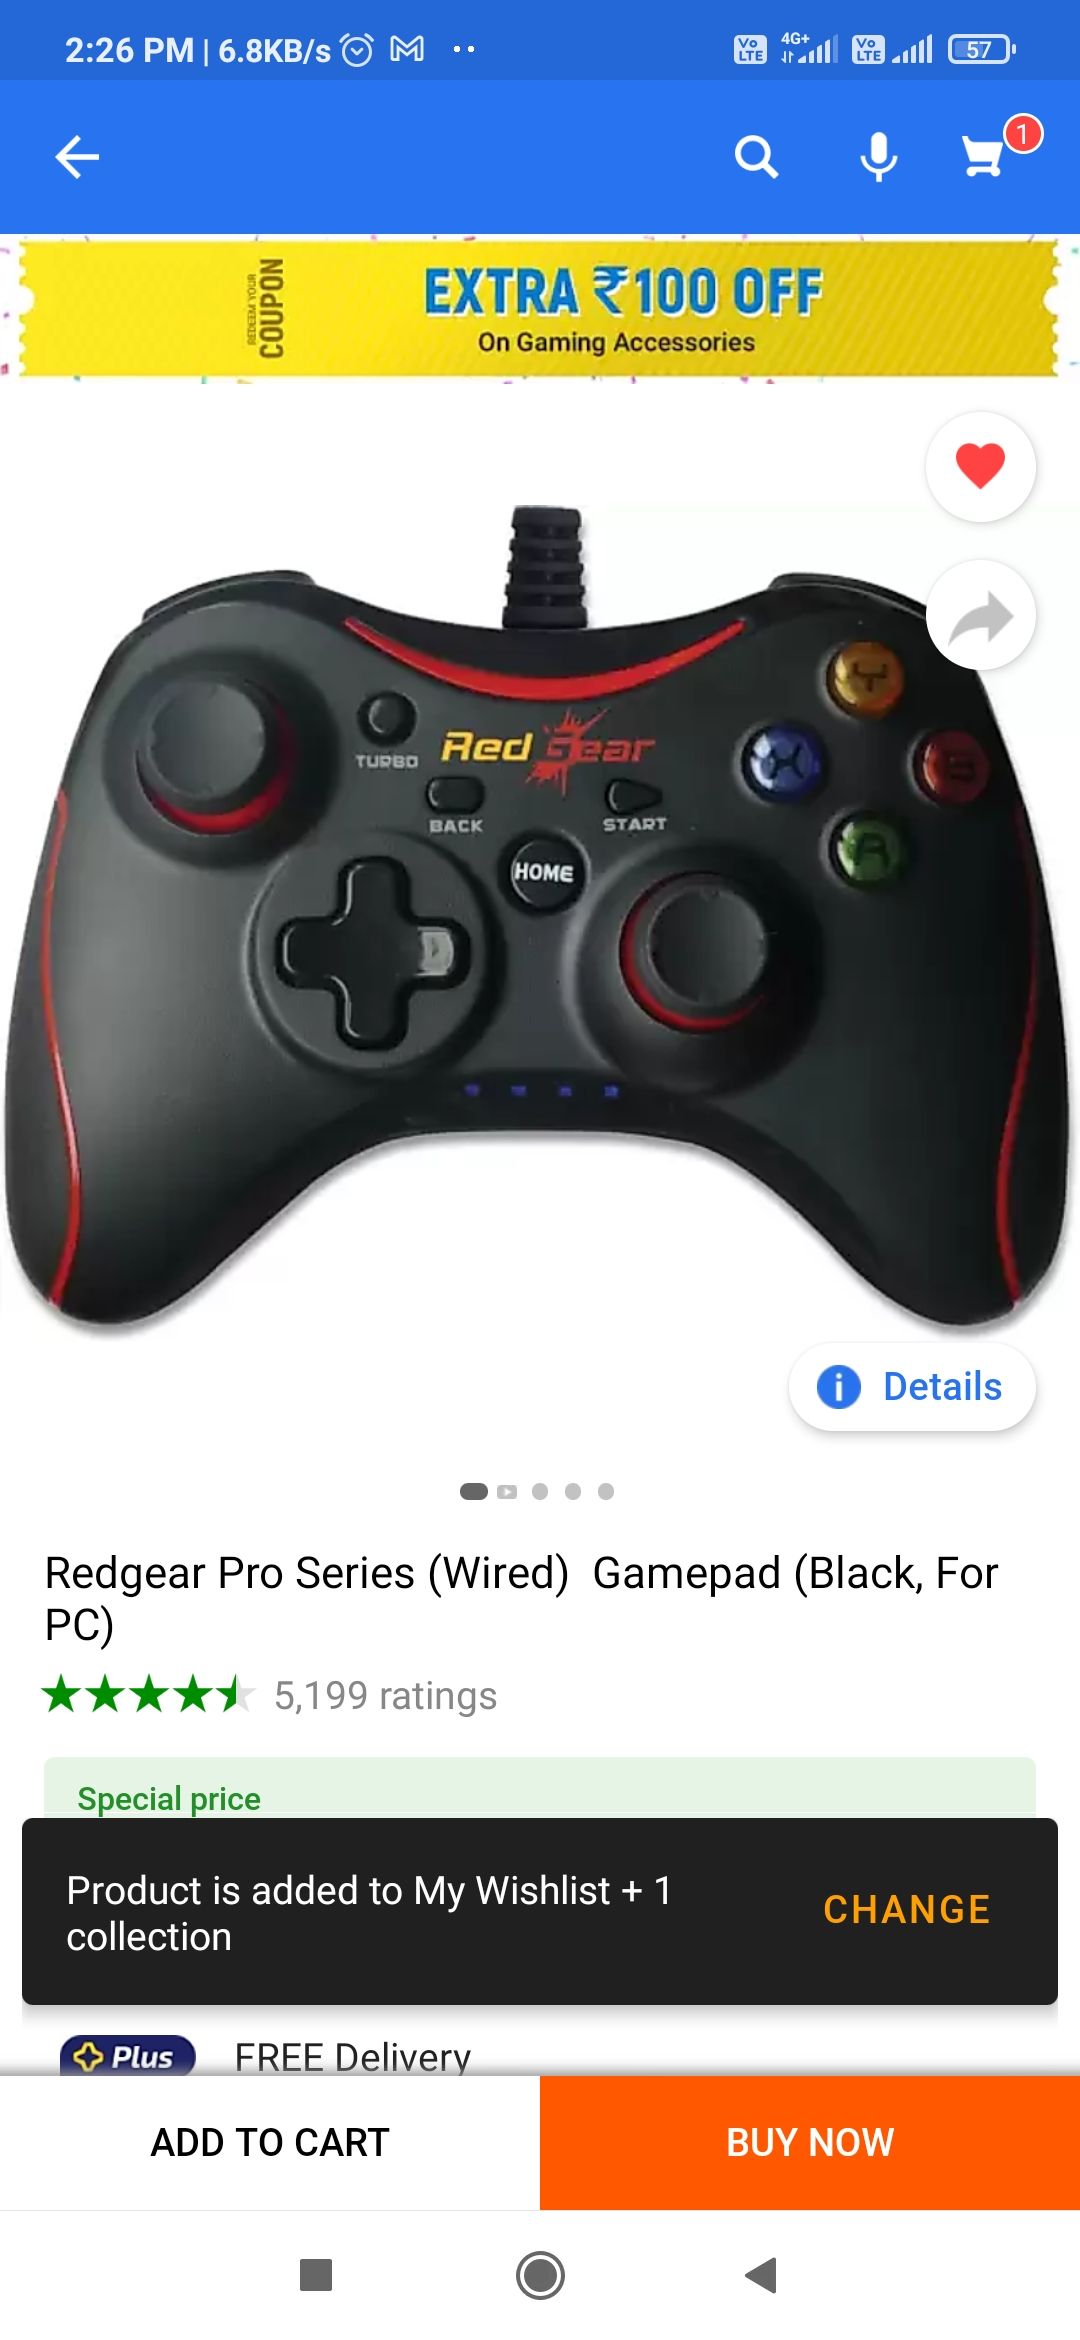 2:26 PM | 6.8KB/s
Vo LTE 4G+ Vo LTE 57
1
REDEEM YOUR
COUPON
EXTRA ₹100 OFF
On Gaming Accessories
Y
TURBO
Red Gear
X
B
BACK
START
A
HOME
Details
Redgear Pro Series (Wired) Gamepad (Black, For
PC)
5,199 ratings
Special price
Product is added to My Wishlist + 1
collection
CHANGE
Plus FREE Delivery
ADD TO CART
BUY NOW